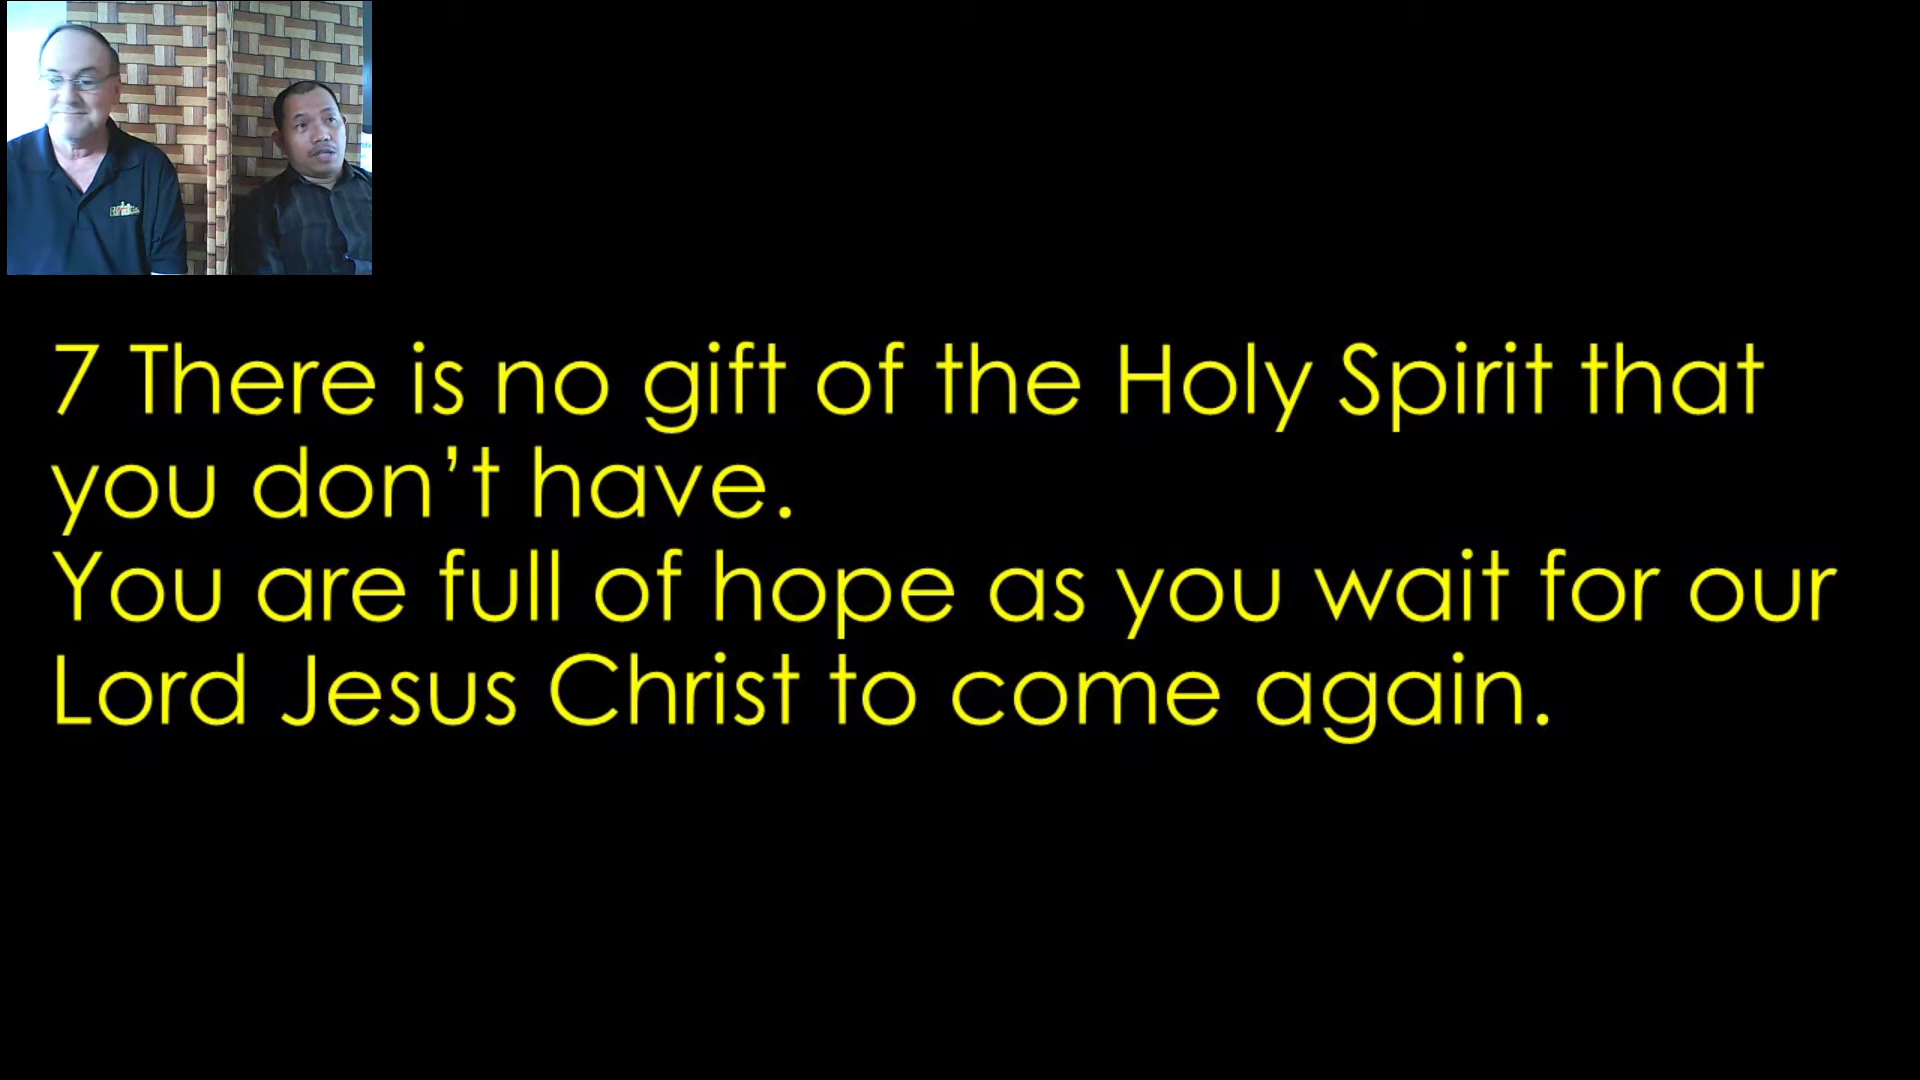 7 There is no gift of the Holy Spirit that
you don’t have.
You are full of hope as you wait for our
Lord Jesus Christ to come again.